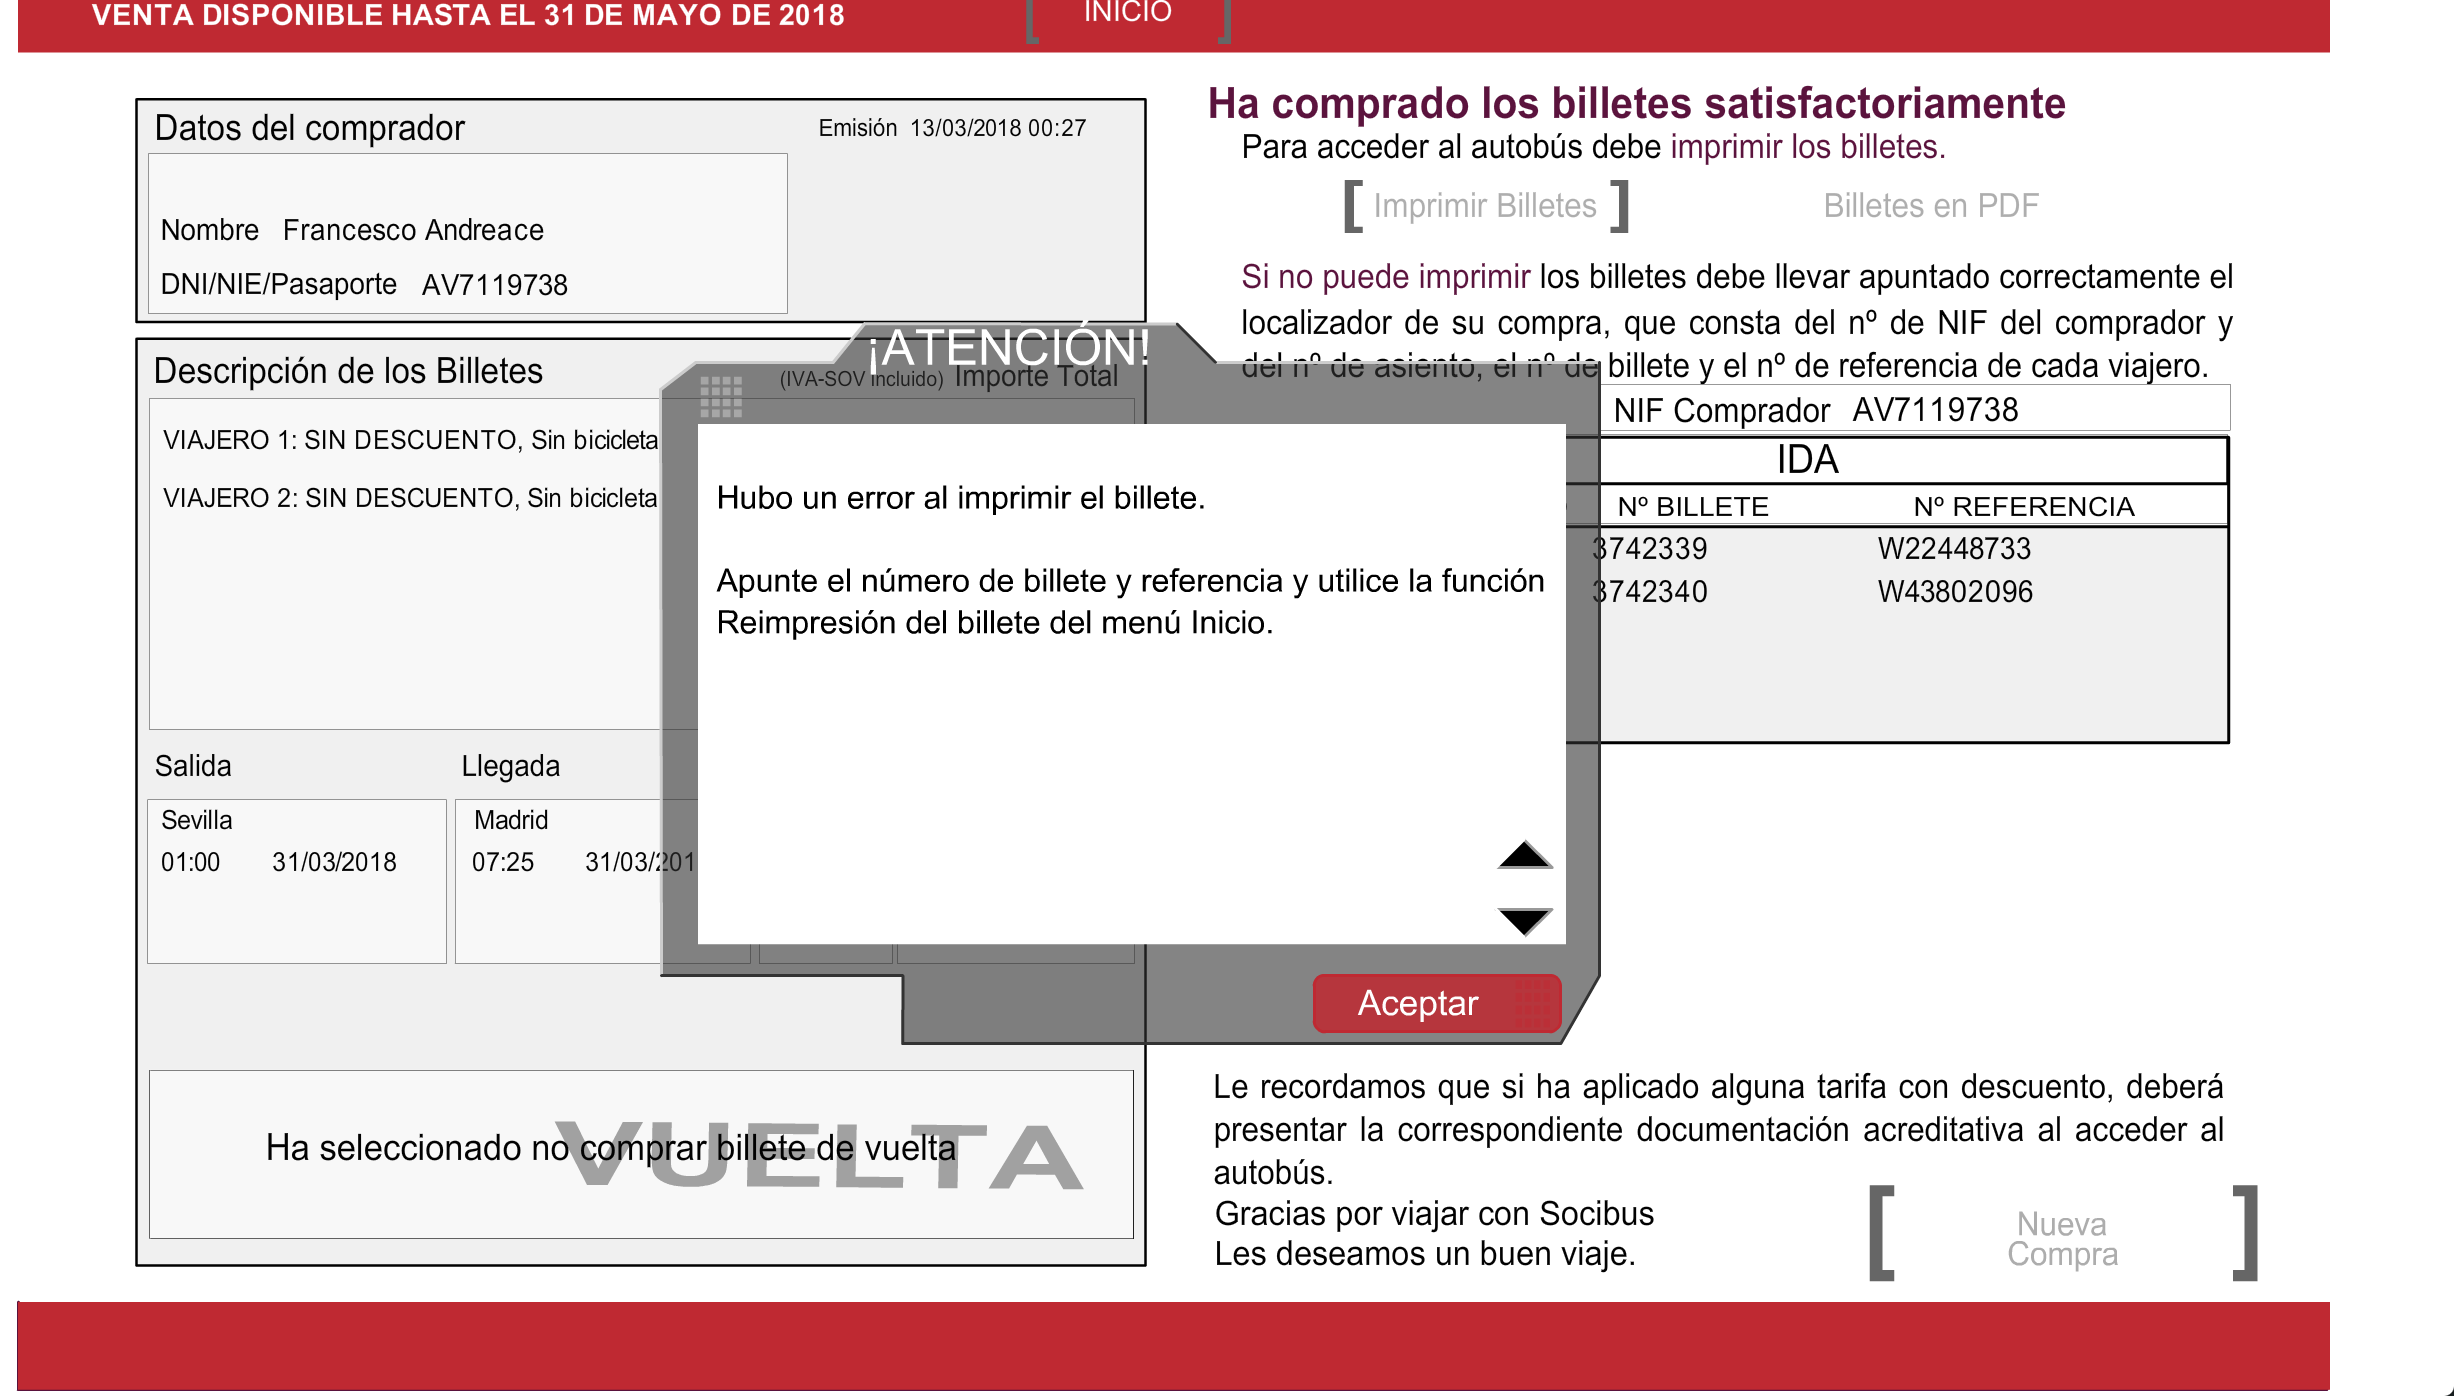 VENTA DISPONIBLE HASTA EL 31 DE MAYO DE 2018
INICIO
Datos del comprador
Emisión 13/03/2018 00:27
Nombre Francesco Andreace
DNI/NIE/Pasaporte AV7119738
Ha comprado los billetes satisfactoriamente
Para acceder al autobús debe imprimir los billetes.
[ Imprimir Billetes ]
Billetes en PDF
Si no puede imprimir los billetes debe llevar apuntado correctamente el
localizador de su compra, que consta del nº de NIF del comprador y
del nº de asiento, el nº de billete y el nº de referencia de cada viajero.
NIF Comprador AV7119738
IDA
Nº BILLETE Nº REFERENCIA
3742339 W22448733
3742340 W43802096
Descripción de los Billetes
(IVA-SOV Incluido) Importe Total
VIAJERO 1: SIN DESCUENTO, Sin bicicleta
VIAJERO 2: SIN DESCUENTO, Sin bicicleta
¡ATENCIÓN!
Hubo un error al imprimir el billete.
Apunte el número de billete y referencia y utilice la función
Reimpresión del billete del menú Inicio.
Aceptar
Salida
Llegada
Sevilla
01:00 31/03/2018
Madrid
07:25 31/03/201
Ha seleccionado no comprar billete de vuelta
VUELTA
Le recordamos que si ha aplicado alguna tarifa con descuento, deberá
presentar la correspondiente documentación acreditativa al acceder al
autobús.
Gracias por viajar con Socibus
Les deseamos un buen viaje.
[ Nueva
Compra ]